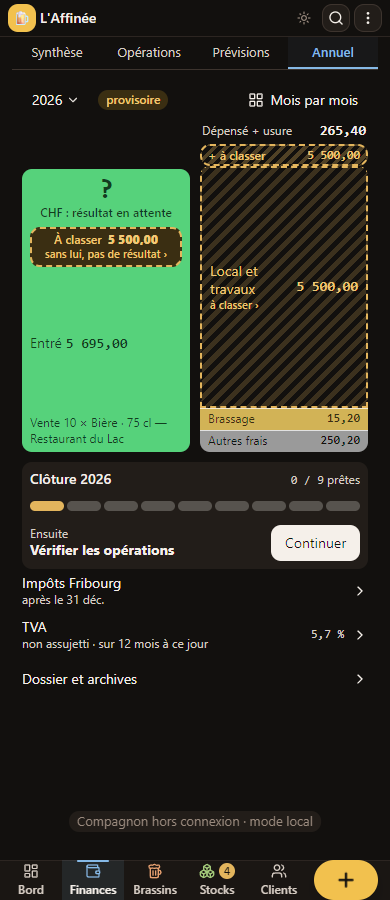 L'Affinée
Synthèse
Opérations
Prévisions
Annuel
2026
provisoire
Mois par mois
Dépensé + usure 265,40
+ à classer 5 500,00
?
CHF : résultat en attente
À classer 5 500,00
sans lui, pas de résultat ›
Entré 5 695,00
Vente 10 × Bière · 75 cl —
Restaurant du Lac
Local et
travaux
à classer ›
5 500,00
Brassage 15,20
Autres frais 250,20
Clôture 2026
0 / 9 prêtes
Ensuite
Vérifier les opérations
Continuer
Impôts Fribourg
après le 31 déc.
TVA
non assujetti · sur 12 mois à ce jour
5,7 %
Dossier et archives
Compagnon hors connexion · mode local
Bord
Finances
Brassins
4
Stocks
Clients
+